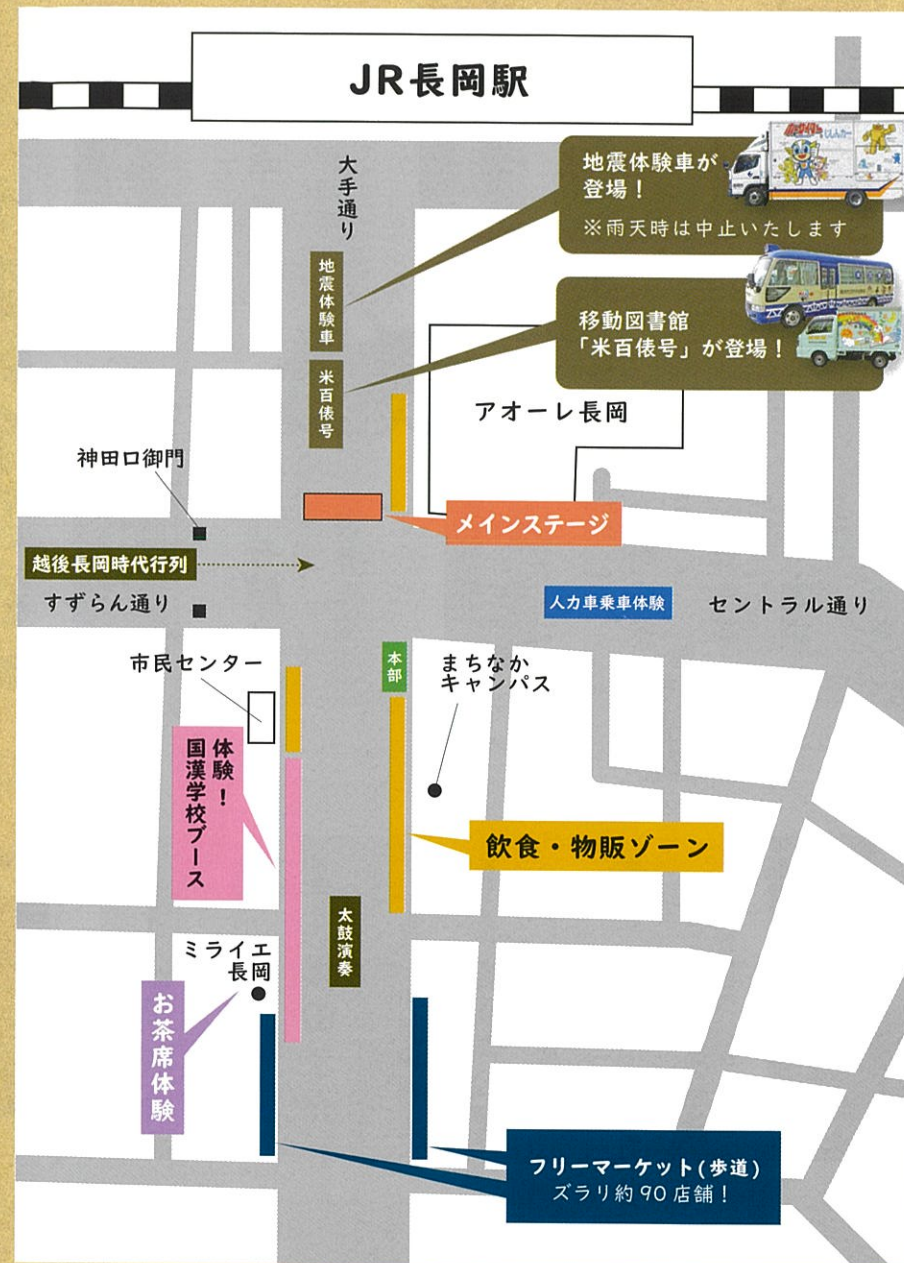 JR長岡駅
大手通り
地震体験車が
登場！
※雨天時は中止いたします
地震体験車
移動図書館
「米百俵号」が登場！
米百俵号
アオーレ長岡
神田口御門
メインステージ
越後長岡時代行列
すずらん通り
人力車乗車体験
セントラル通り
市民センター
本部
まちなか
キャンパス
体験！
国漢学校ブース
飲食・物販ゾーン
太鼓演奏
ミライエ
長岡
お茶席体験
フリーマーケット(歩道)
ズラリ約90店舗！